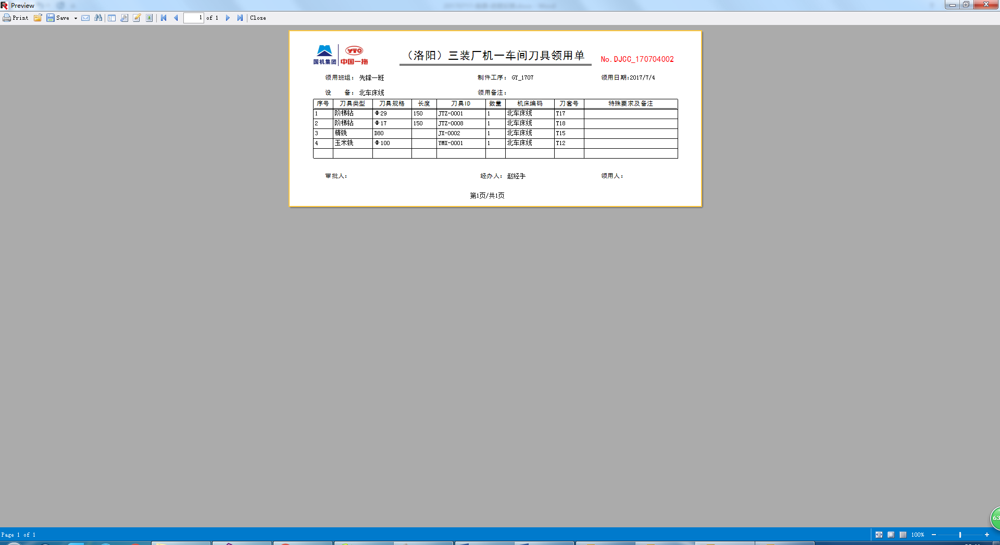 Preview
Print Save 1 of 1 Close
国机集团 中国一拖
YTO
（洛阳）三装厂机一车间刀具领用单
No.DJCC_170704002
领用班组： 先锋一班 制件工序： GY_1707 领用日期:2017/7/4
设 备： 北车床线 领用备注：
序号 刀具类型 刀具规格 长度 刀具ID 数量 机床编码 刀套号 特殊要求及备注
1 阶梯钻 Φ29 150 JTZ-0001 1 北车床线 T17
2 阶梯钻 Φ17 150 JTZ-0008 1 北车床线 T18
3 精铣 D80 JX-0002 1 北车床线 T15
4 玉米铣 Φ100 YMX-0001 1 北车床线 T12
审批人： 经办人： 赵经手 领用人：
第1页/共1页
63
Page 1 of 1 100%